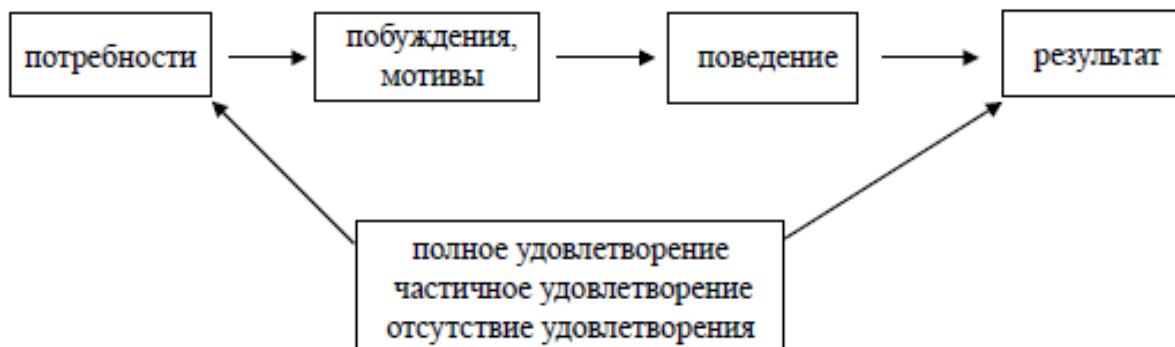 потребности
побуждения,
мотивы
поведение
результат
полное удовлетворение
частичное удовлетворение
отсутствие удовлетворения